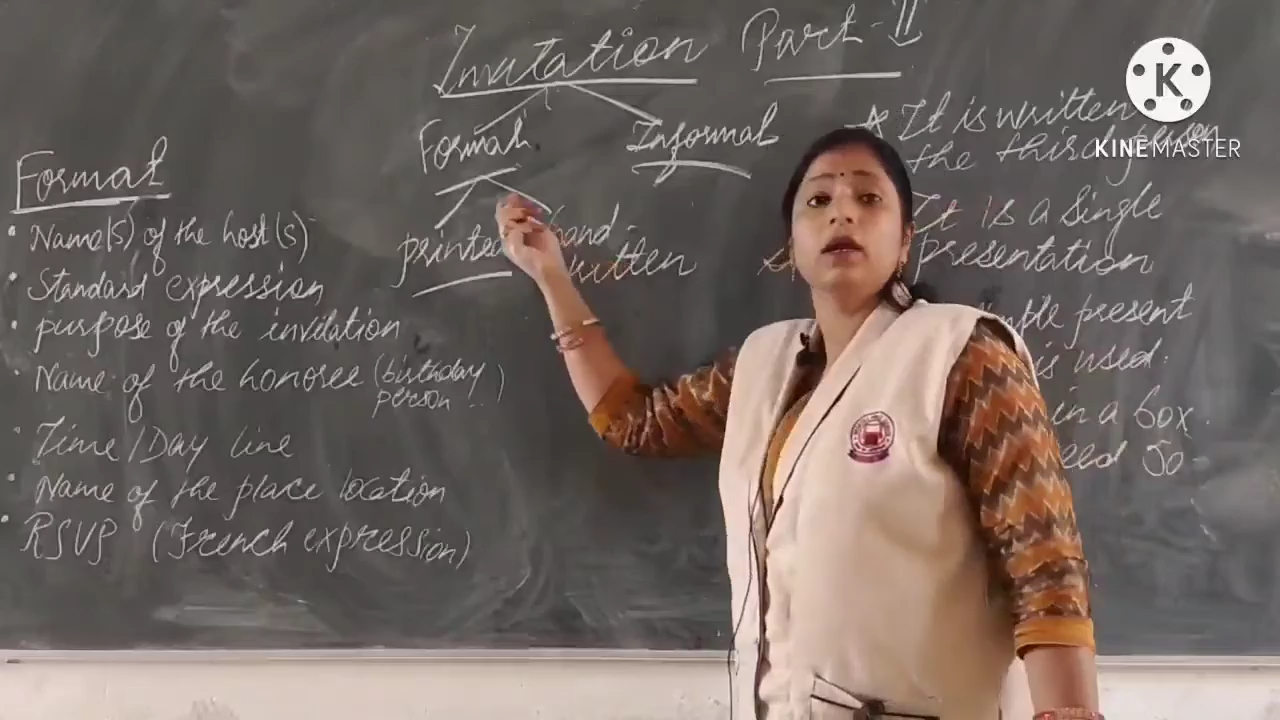 Invitation Part-II
Formal Informal
printed hand-
written
Format
• Name(s) of the host(s)
• Standard expression
• purpose of the invitation
• Name of the honoree (birthday
person ..)
• Time/Day line
• Name of the place location
• RSVP (French expression)
It is written
the third person
It is a single
presentation
present
is used.
in a box.
50
K
KINEMASTER